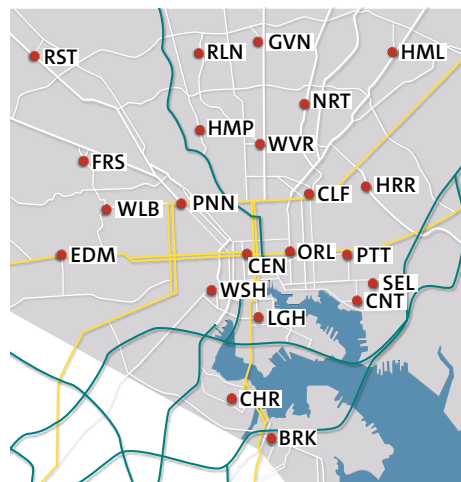 GVN
RLN
HML
RST
NRT
HMP
WVR
FRS
HRR
CLF
PNN
WLB
ORL
EDM
PTT
CEN
SEL
WSH
CNT
LGH
CHR
BRK